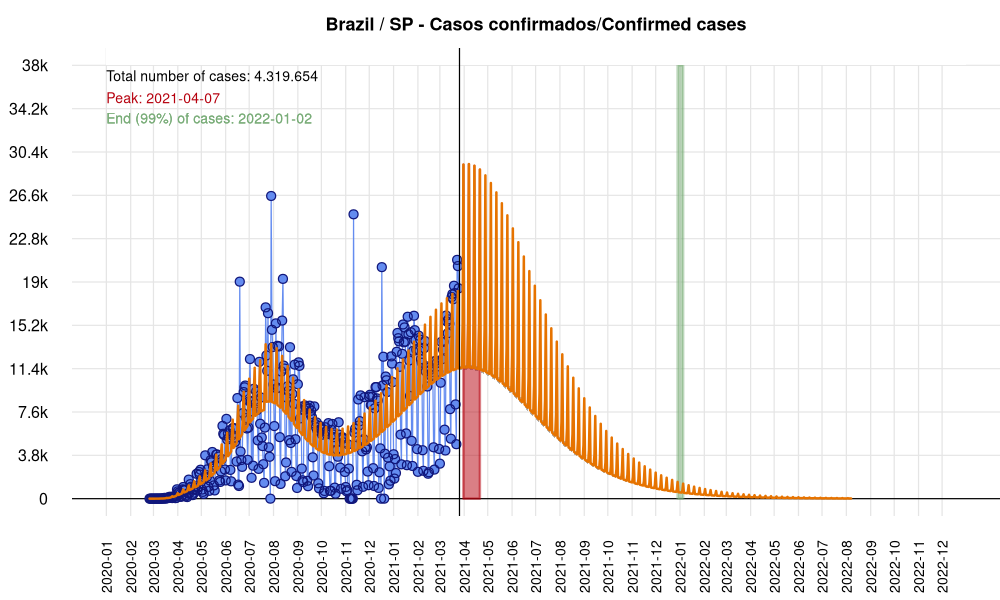 Brazil / SP - Casos confirmados/Confirmed cases
Total number of cases: 4.319.654
Peak: 2021-04-07
End (99%) of cases: 2022-01-02
38k
34.2k
30.4k
26.6k
22.8k
19k
15.2k
11.4k
7.6k
3.8k
0
2020-01
2020-02
2020-03
2020-04
2020-05
2020-06
2020-07
2020-08
2020-09
2020-10
2020-11
2020-12
2021-01
2021-02
2021-03
2021-04
2021-05
2021-06
2021-07
2021-08
2021-09
2021-10
2021-11
2021-12
2022-01
2022-02
2022-03
2022-04
2022-05
2022-06
2022-07
2022-08
2022-09
2022-10
2022-11
2022-12